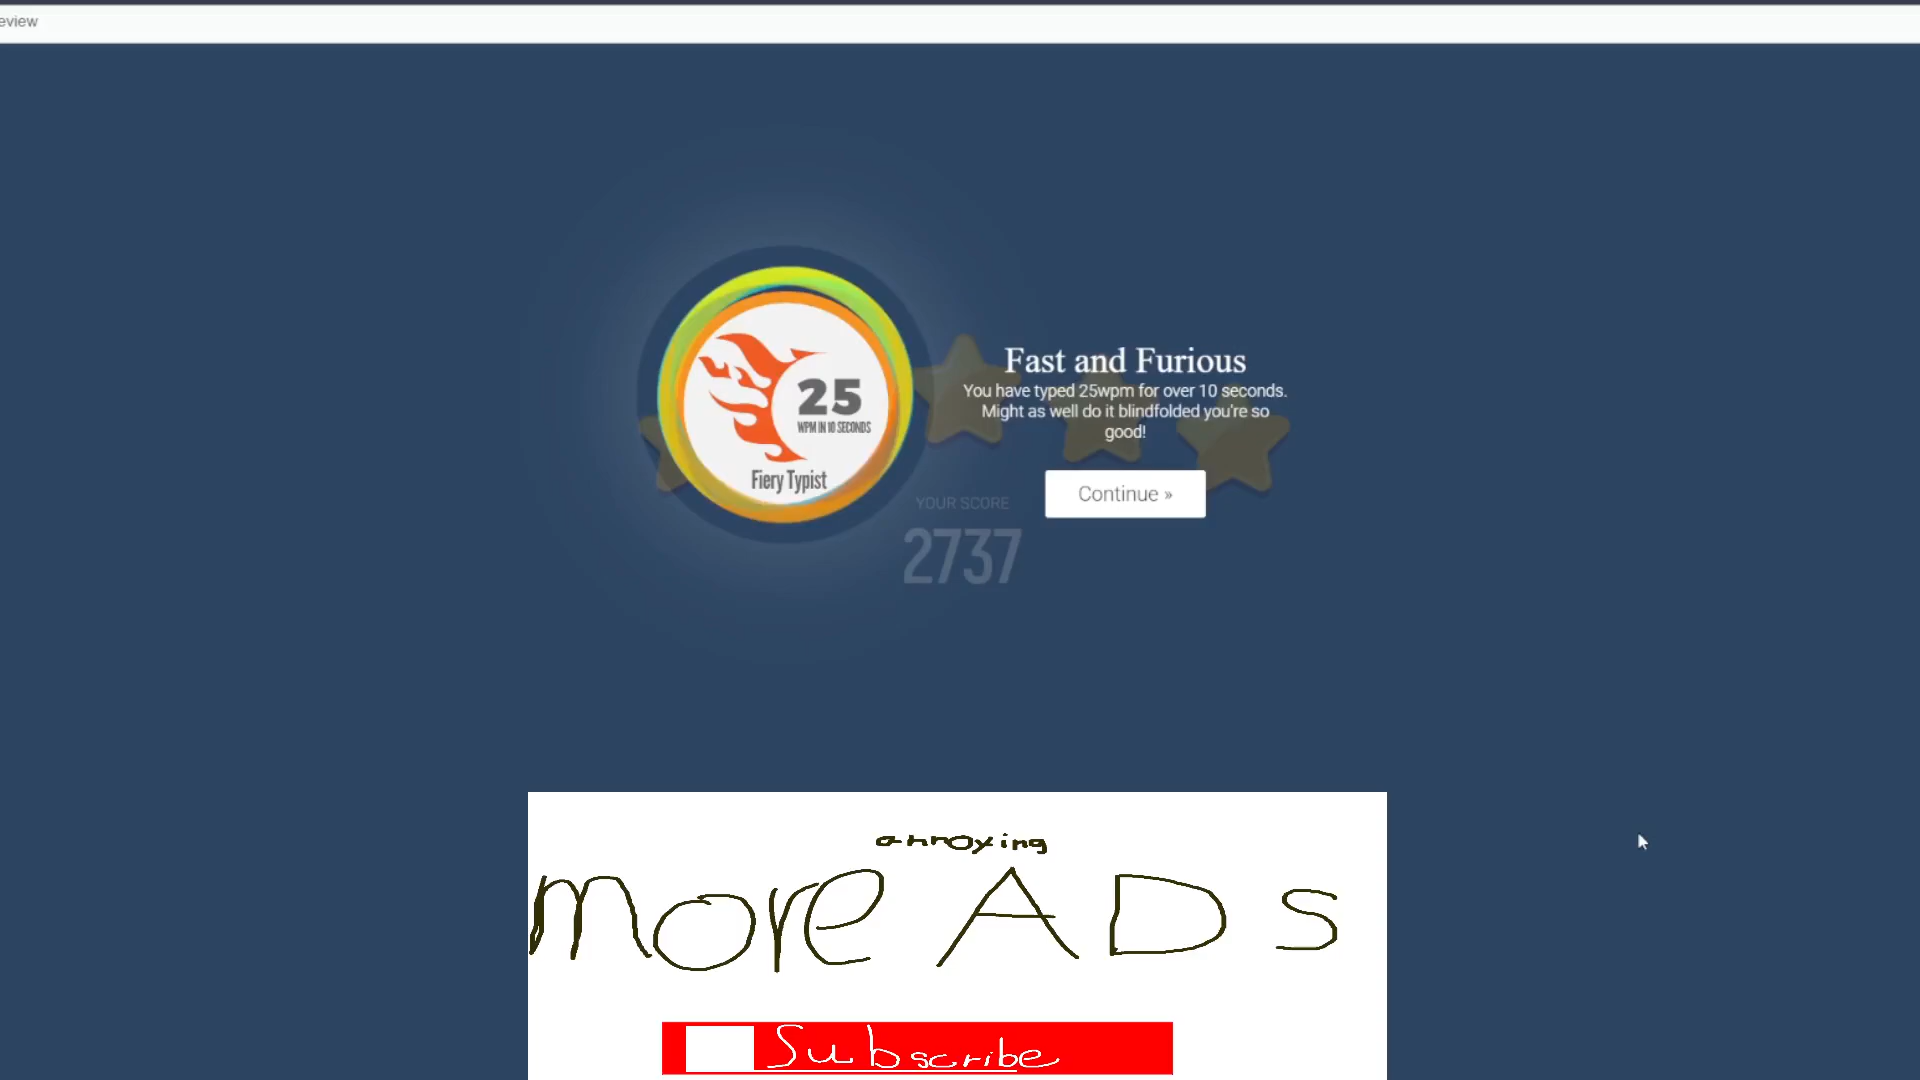 eview
25
WPM IN 10 SECONDS
Fiery Typist
Fast and Furious
You have typed 25wpm for over 10 seconds.
Might as well do it blindfolded you're so
good!
Continue »
YOUR SCORE
2737
annoying
more ADS
Subscribe